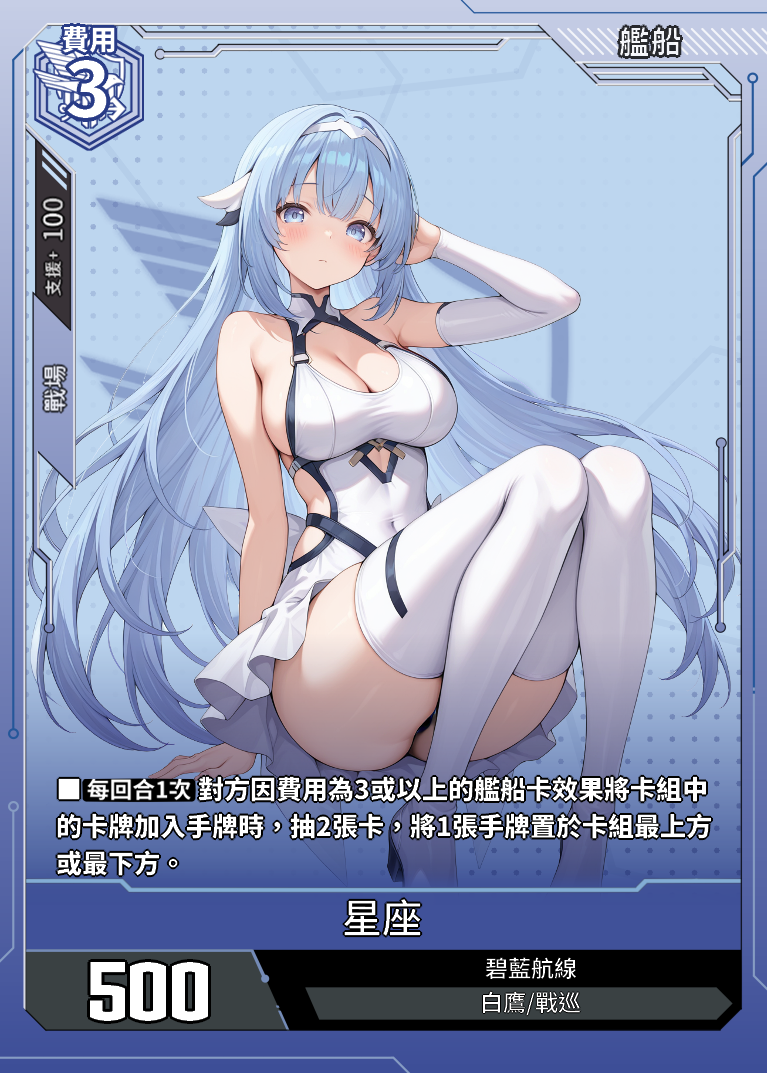 費用
3
艦船
支援+ 100
戰場
■ 每回合1次 對方因費用為3或以上的艦船卡效果將卡組中
的卡牌加入手牌時，抽2張卡，將1張手牌置於卡組最上方
或最下方。
星座
500
碧藍航線
白鷹/戰巡